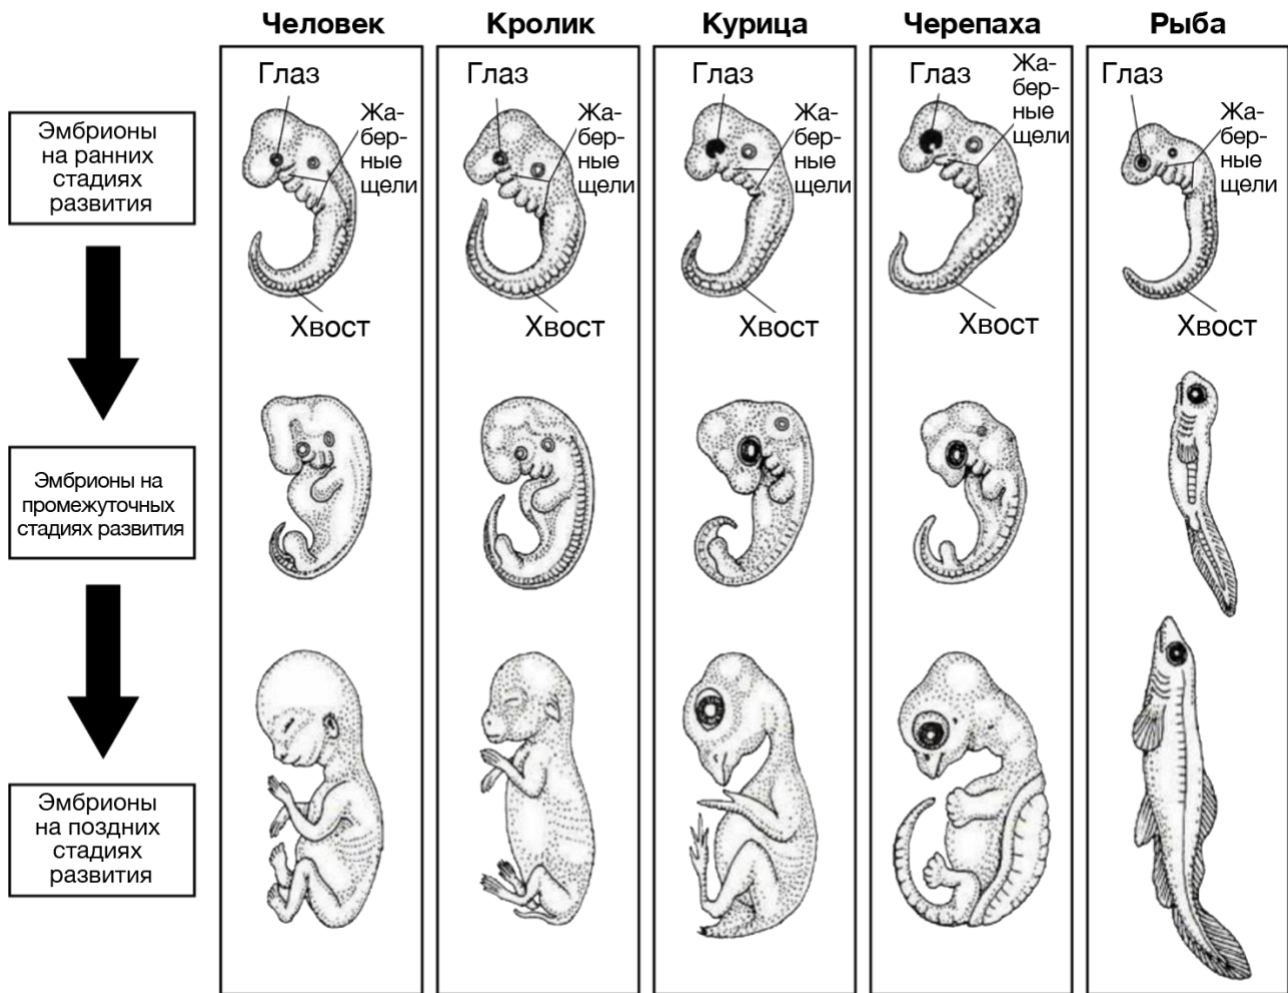 Человек
Кролик
Курица
Черепаха
Рыба
Эмбрионы
на ранних
стадиях
развития
Глаз
Жа-
бер-
ные
щели
Хвост
Глаз
Жа-
бер-
ные
щели
Хвост
Глаз
Жа-
бер-
ные
щели
Хвост
Глаз
Жа-
бер-
ные
щели
Хвост
Глаз
Жа-
бер-
ные
щели
Хвост
Эмбрионы на
промежуточных
стадиях развития
Эмбрионы
на поздних
стадиях
развития